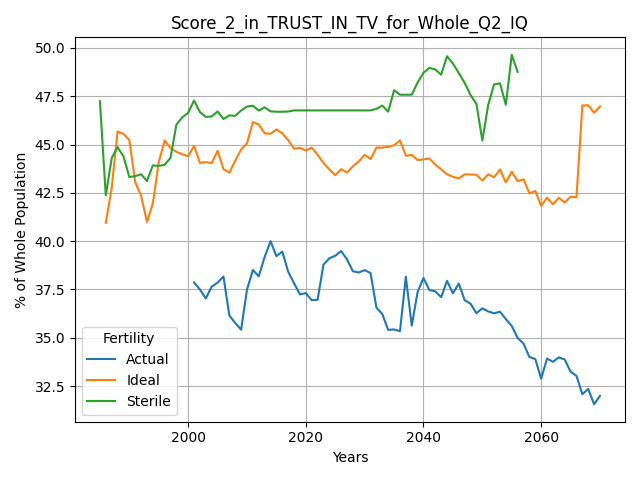 Score_2_in_TRUST_IN_TV_for_Whole_Q2_IQ
% of Whole Population
50.0
47.5
45.0
42.5
40.0
37.5
35.0
32.5
Fertility
Actual
Ideal
Sterile
2000
2020
2040
2060
Years